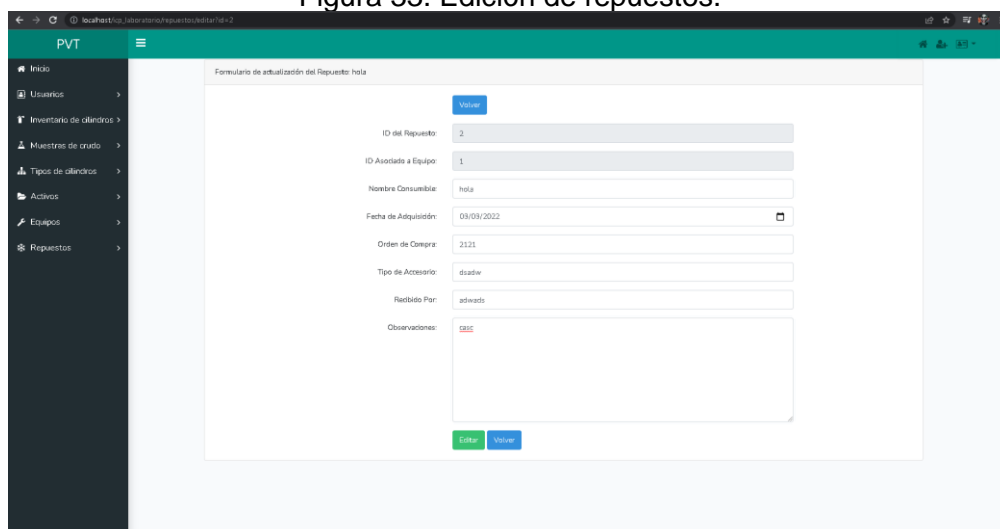 Figura 33. Edición de repuestos.
localhost/icp_laboratorio/repuestos/editar?id=2
PVT
Inicio
Usuarios
Inventario de cilindros
Muestras de crudo
Tipos de cilindros
Activos
Equipos
Repuestos
Formulario de actualización del Repuesto: hola
Volver
ID del Repuesto: 2
ID Asociado a Equipo: 1
Nombre Consumible: hola
Fecha de Adquisición: 09/09/2022
Orden de Compra: 2121
Tipo de Accesorio: dsadw
Recibido Por: adwads
Observaciones: casc
Editar Volver